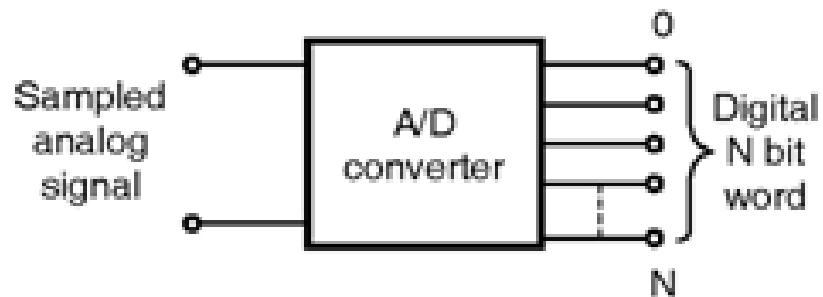 0
Sampled
analog
signal
A/D
converter
Digital
N bit
word
N